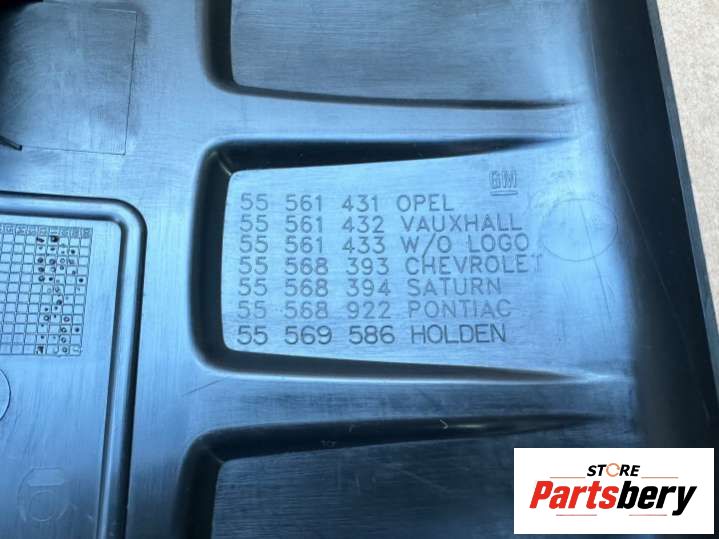 GM
55 561 431 OPEL
55 561 432 VAUXHALL
55 561 433 W/O LOGO
55 568 393 CHEVROLET
55 568 394 SATURN
55 568 922 PONTIAC
55 569 586 HOLDEN
STORE
Partsbery